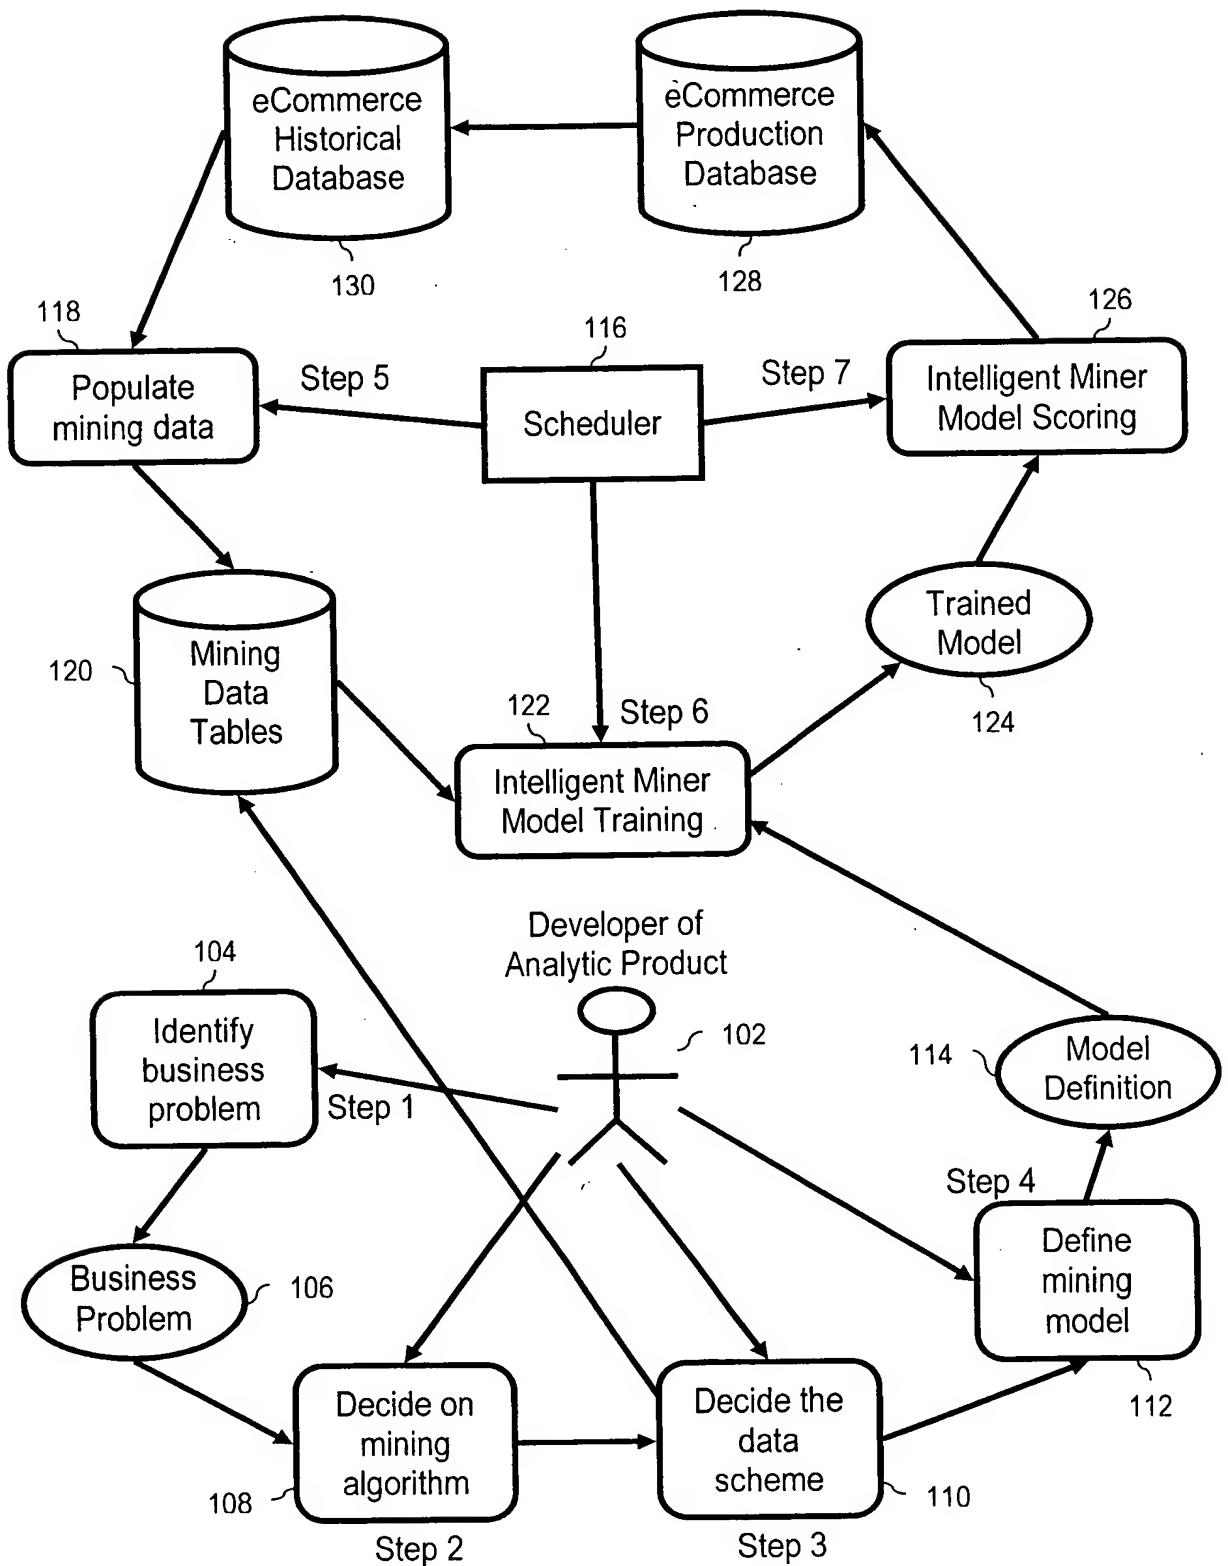 eCommerce
Historical
Database
eCommerce
Production
Database
130
128
118
116
126
Populate
mining data
Step 5
Scheduler
Step 7
Intelligent Miner
Model Scoring
Trained
Model
124
120
Mining
Data
Tables
122
Step 6
Intelligent Miner
Model Training
Developer of
Analytic Product
102
104
Identify
business
problem
Step 1
114
Model
Definition
Step 4
Define
mining
model
112
Business
Problem
106
Decide on
mining
algorithm
108
Step 2
Decide the
data
scheme
110
Step 3